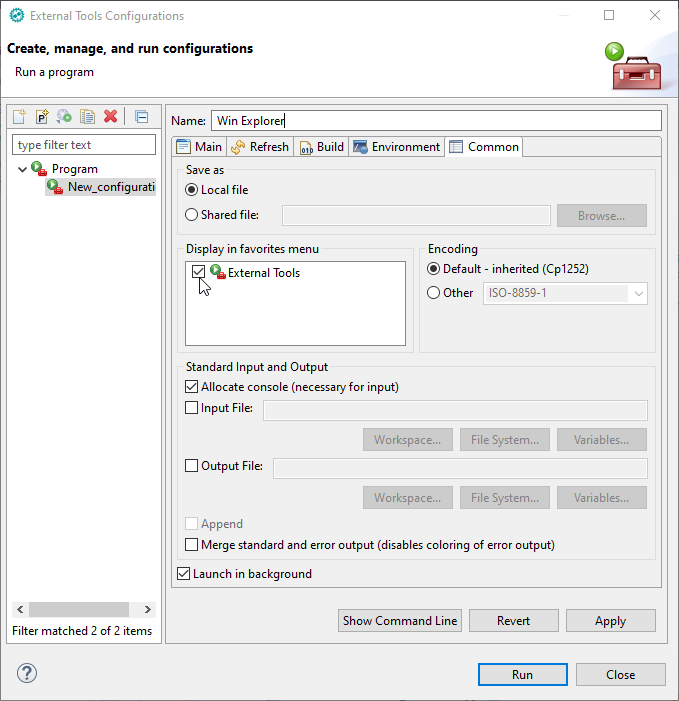 External Tools Configurations
Create, manage, and run configurations
Run a program
Name: Win Explorer
type filter text
Main Refresh Build Environment Common
Program
New_configurati
Save as
Local file
Shared file: Browse...
Display in favorites menu
External Tools
Encoding
Default - inherited (Cp1252)
Other ISO-8859-1
Standard Input and Output
Allocate console (necessary for input)
Input File:
Workspace... File System... Variables...
Output File:
Workspace... File System... Variables...
Append
Merge standard and error output (disables coloring of error output)
Launch in background
Filter matched 2 of 2 items
Show Command Line Revert Apply
Run Close